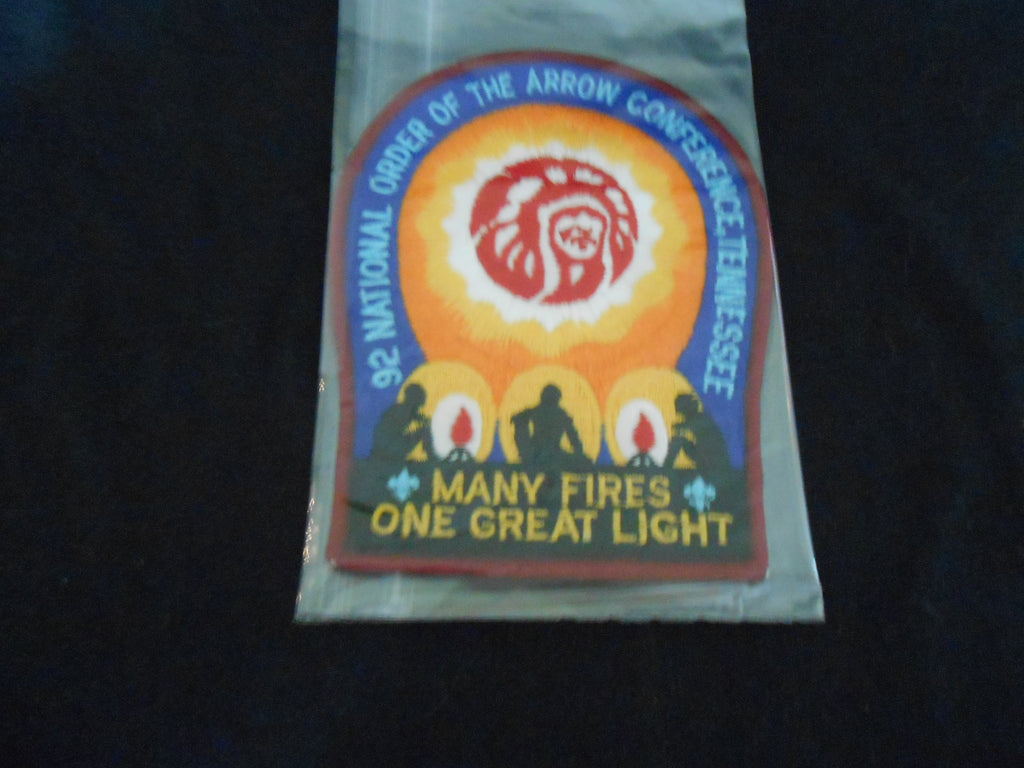 92 NATIONAL ORDER OF THE ARROW CONFERENCE, TENNESSEE
MANY FIRES
ONE GREAT LIGHT